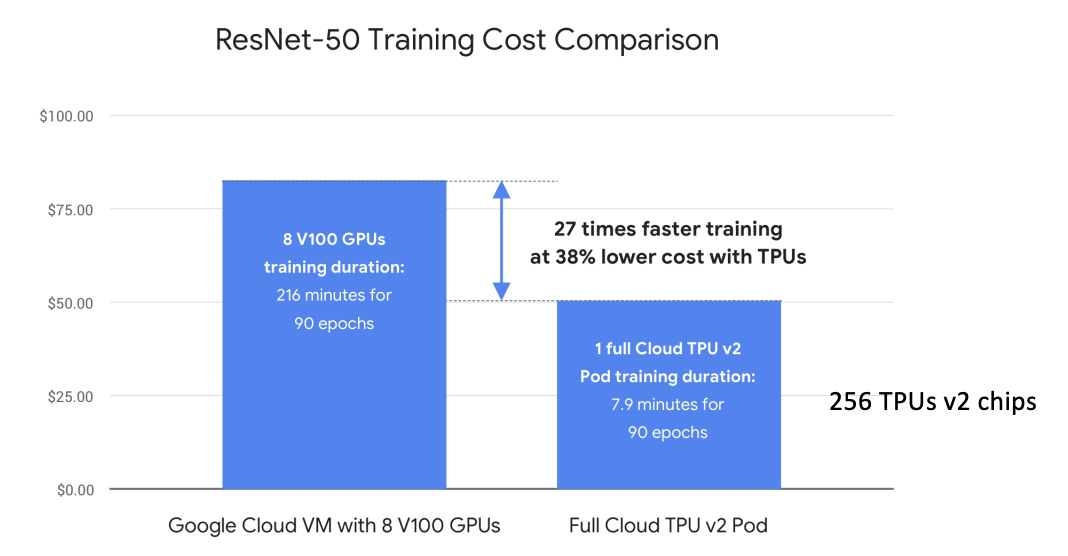 ResNet-50 Training Cost Comparison
$100.00
$75.00
$50.00
$25.00
$0.00
8 V100 GPUs
training duration:
216 minutes for
90 epochs
27 times faster training
at 38% lower cost with TPUs
1 full Cloud TPU v2
Pod training duration:
7.9 minutes for
90 epochs
256 TPUs v2 chips
Google Cloud VM with 8 V100 GPUs
Full Cloud TPU v2 Pod